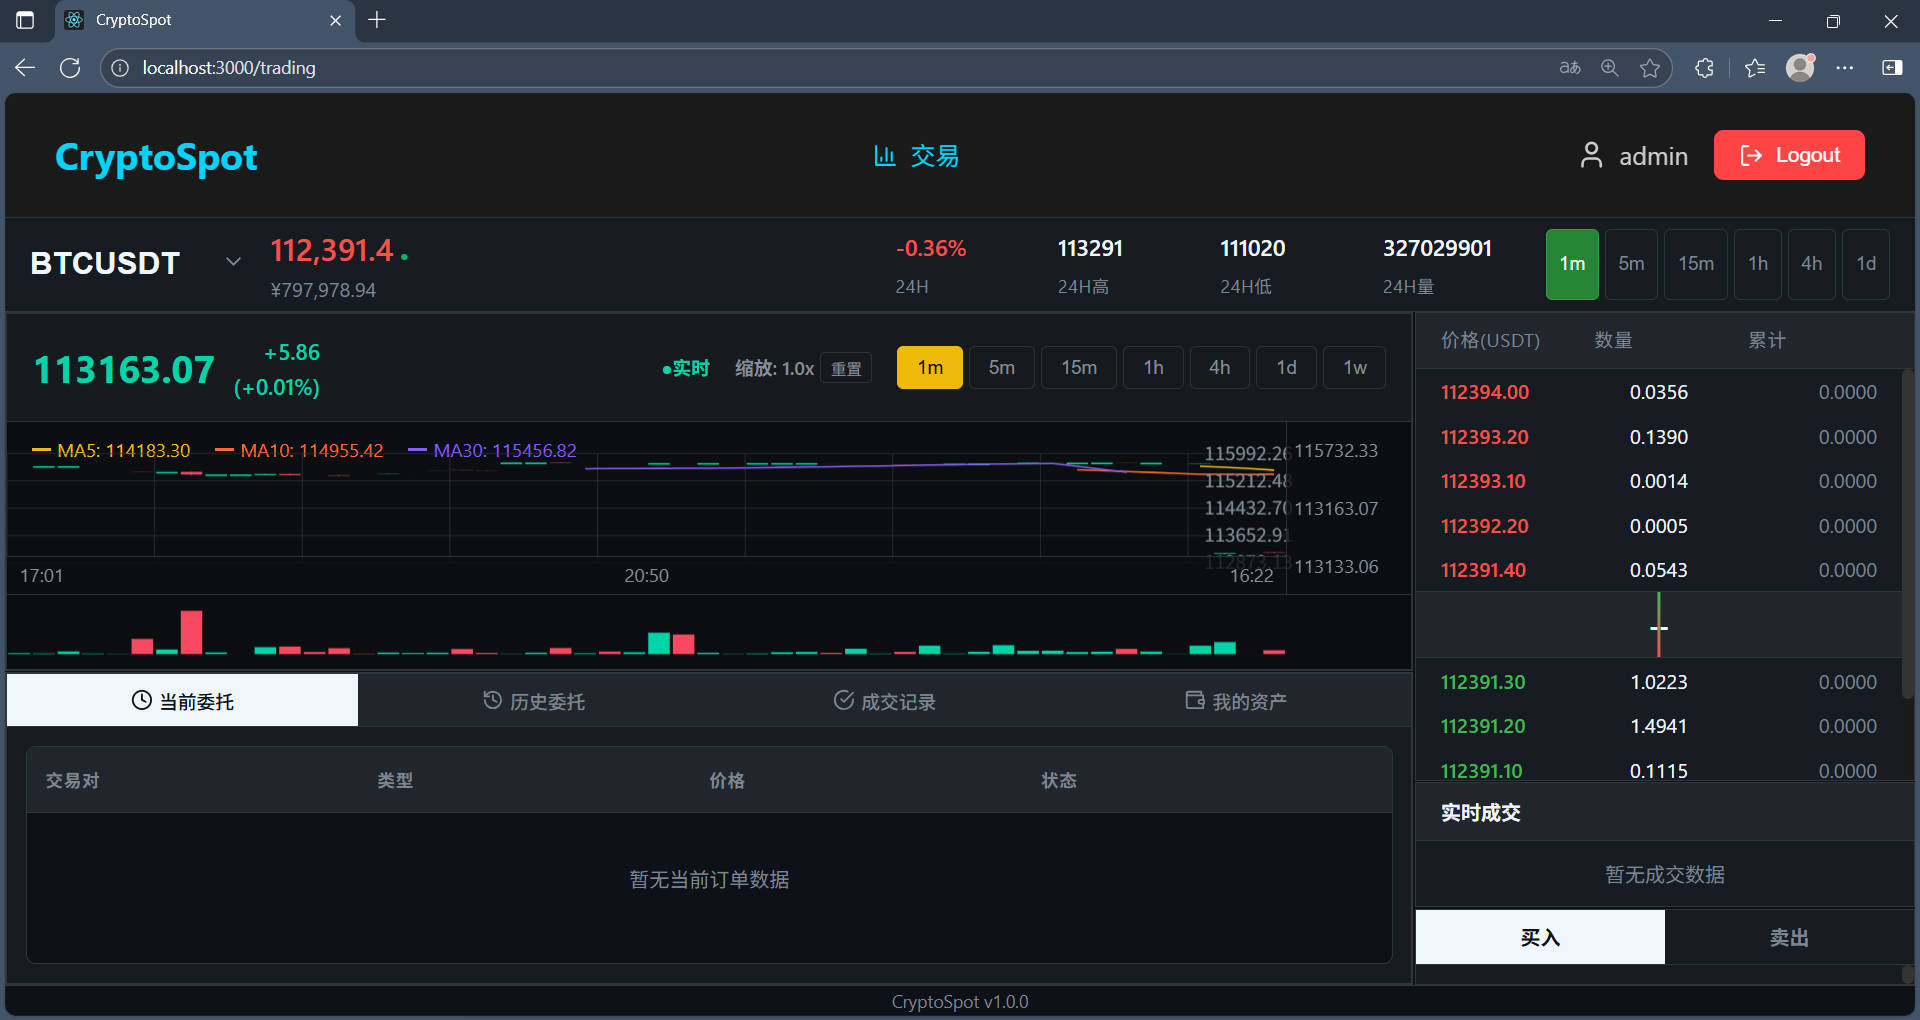 CryptoSpot
localhost:3000/trading
CryptoSpot
交易
admin
Logout
BTCUSDT
112,391.4
¥797,978.94
-0.36%
24H
113291
24H高
111020
24H低
327029901
24H量
1m 5m 15m 1h 4h 1d
113163.07
+5.86
(+0.01%)
●实时
缩放: 1.0x
重置
1m 5m 15m 1h 4h 1d 1w
MA5: 114183.30 MA10: 114955.42 MA30: 115456.82
115992.26
115212.48
114432.70
113652.91
112873.13
115732.33
113163.07
113133.06
17:01 20:50 16:22
当前委托 历史委托 成交记录 我的资产
交易对 类型 价格 状态
暂无当前订单数据
价格(USDT) 数量 累计
112394.00 0.0356 0.0000
112393.20 0.1390 0.0000
112393.10 0.0014 0.0000
112392.20 0.0005 0.0000
112391.40 0.0543 0.0000
--
112391.30 1.0223 0.0000
112391.20 1.4941 0.0000
112391.10 0.1115 0.0000
实时成交
暂无成交数据
买入 卖出
CryptoSpot v1.0.0